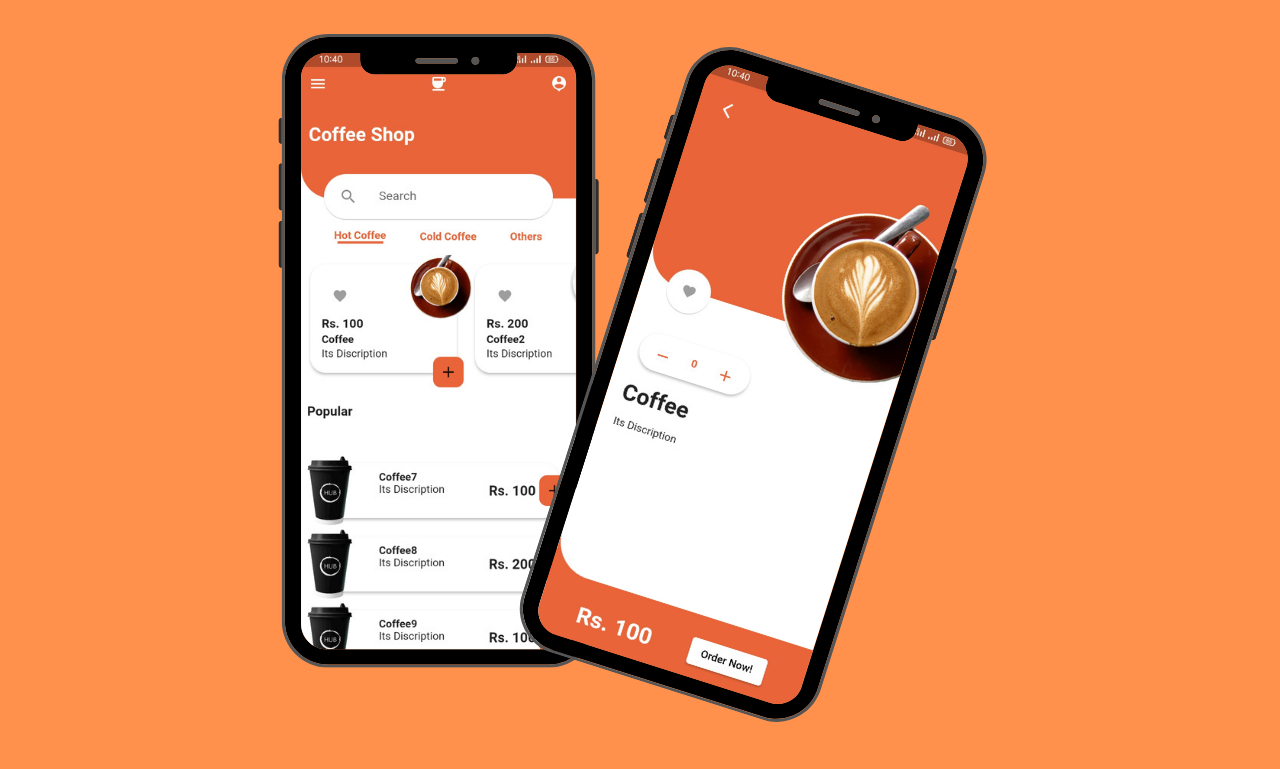 10:40
Coffee Shop
Search
Hot Coffee Cold Coffee Others
Rs. 100
Coffee
Its Discription
Rs. 200
Coffee2
Its Discription
+
Popular
HUB
Coffee7
Its Discription
Rs. 100
+
HUB
Coffee8
Its Discription
Rs. 200
HUB
Coffee9
Its Discription
Rs. 100
10:40
− 0 +
Coffee
Its Discription
Rs. 100
Order Now!